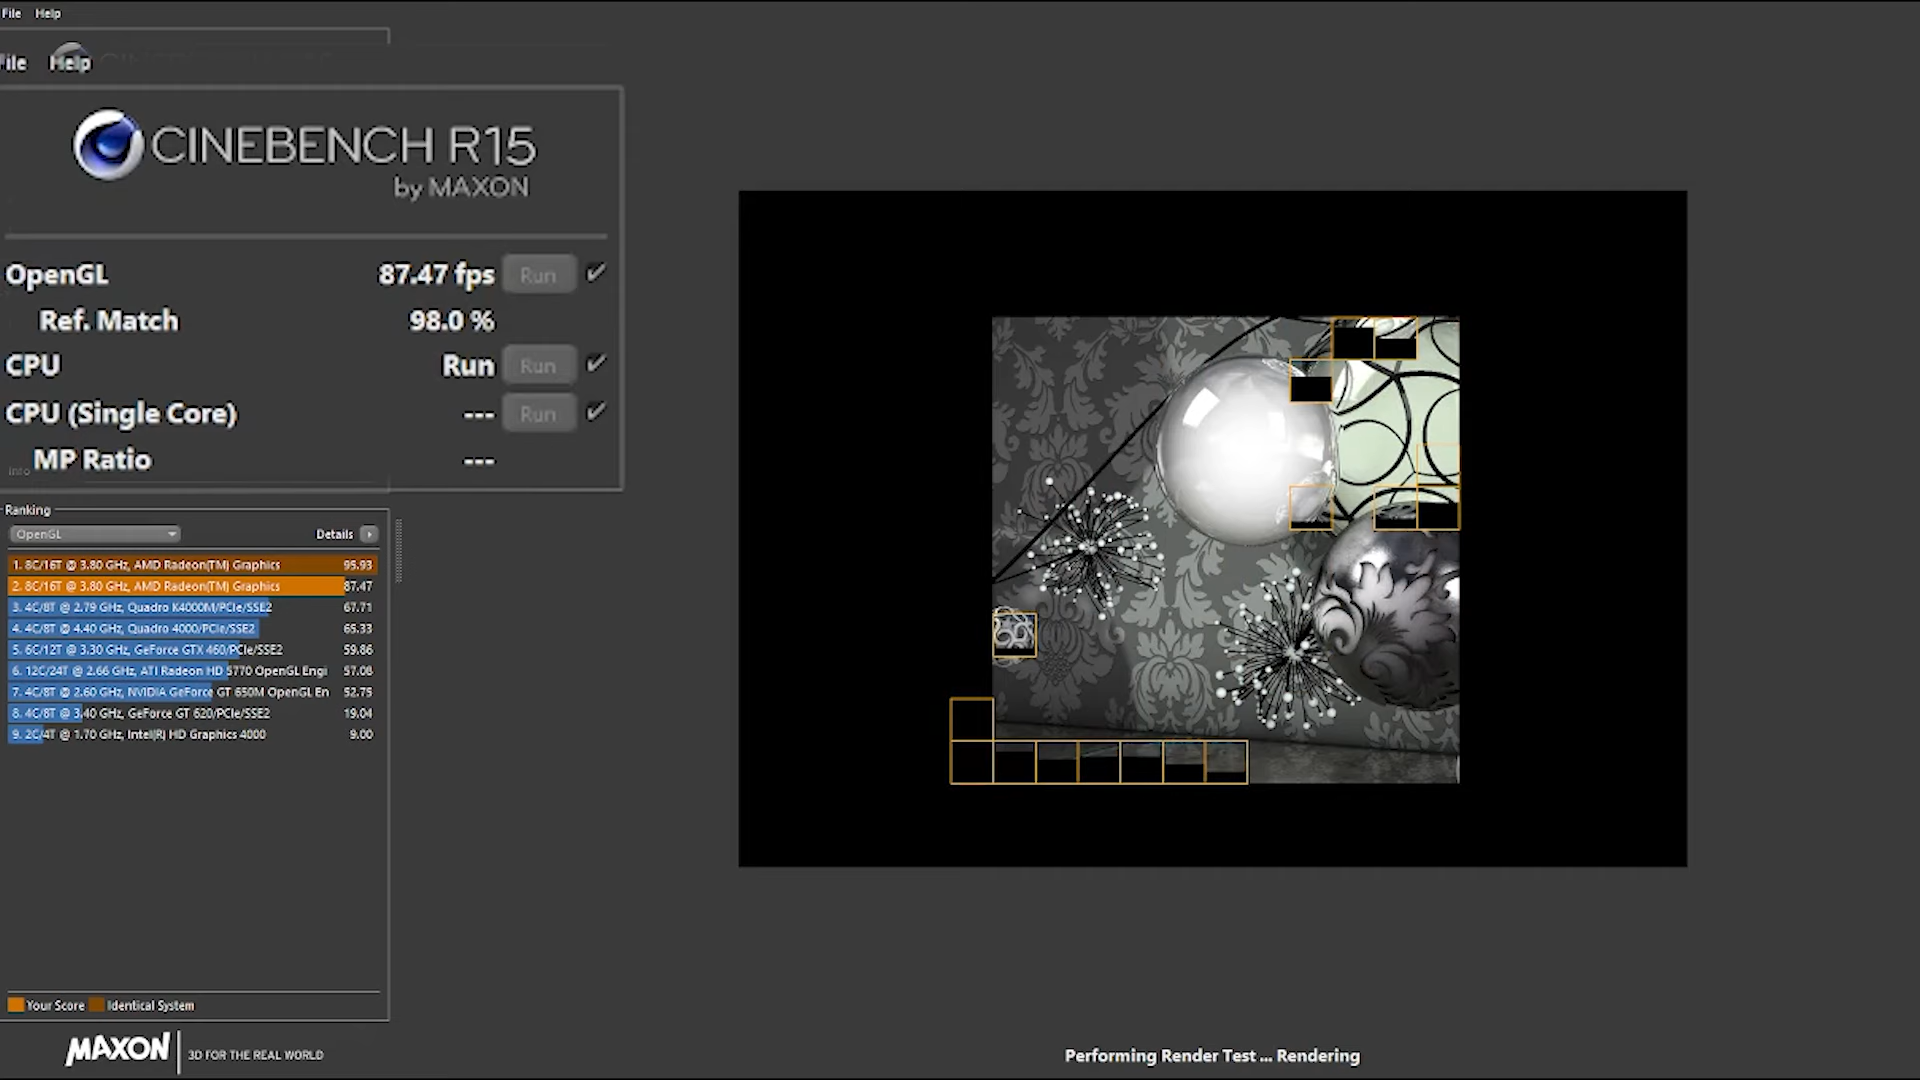 File Help
File Help
CINEBENCH R15
by MAXON
OpenGL 87.47 fps Run
Ref. Match 98.0 %
CPU Run Run
CPU (Single Core) --- Run
MP Ratio ---
Info
Ranking
OpenGL Details
1. 8C/16T @ 3.80 GHz, AMD Radeon(TM) Graphics 95.93
2. 8C/16T @ 3.80 GHz, AMD Radeon(TM) Graphics 87.47
3. 4C/8T @ 2.79 GHz, Quadro K4000M/PCIe/SSE2 67.71
4. 4C/8T @ 4.40 GHz, Quadro 4000/PCIe/SSE2 65.33
5. 6C/12T @ 3.30 GHz, GeForce GTX 460/PCIe/SSE2 59.86
6. 12C/24T @ 2.66 GHz, ATI Radeon HD 5770 OpenGL Engi 57.08
7. 4C/8T @ 2.60 GHz, NVIDIA GeForce GT 650M OpenGL En 52.75
8. 4C/8T @ 3.40 GHz, GeForce GT 620/PCIe/SSE2 19.04
9. 2C/4T @ 1.70 GHz, Intel(R) HD Graphics 4000 9.00
Your Score Identical System
MAXON 3D FOR THE REAL WORLD
Performing Render Test ... Rendering